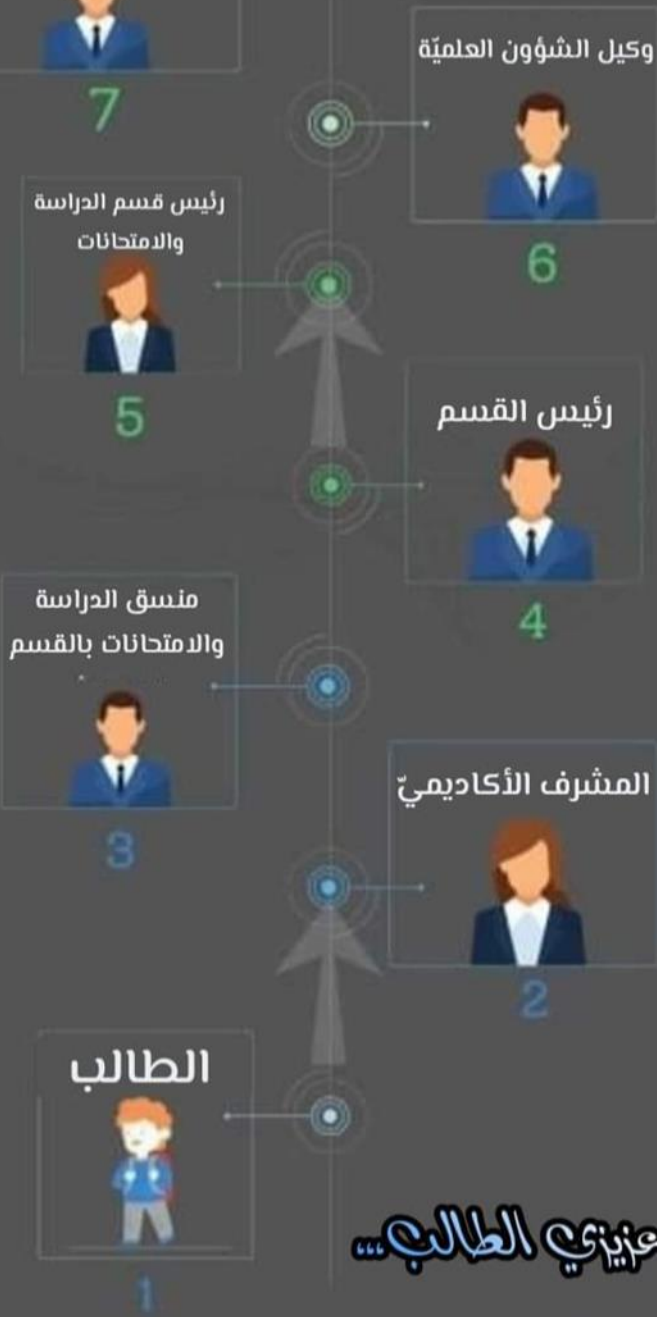 7
وكيل الشؤون العلميّة
6
رئيس قسم الدراسة
والامتحانات
5
رئيس القسم
4
منسق الدراسة
والامتحانات بالقسم
3
المشرف الأكاديميّ
2
الطالب
1
عزيزي الطالب,,,